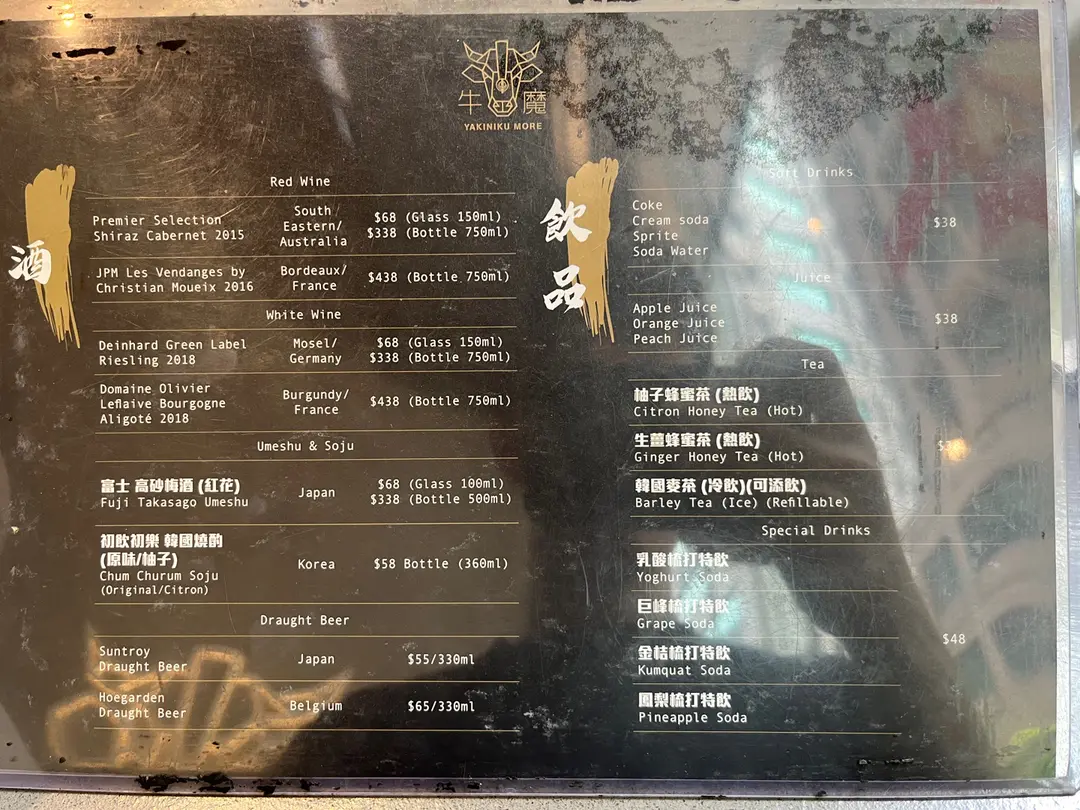 牛魔
YAKINIKU MORE
酒
Red Wine
Premier Selection
Shiraz Cabernet 2015
South
Eastern/
Australia
$68 (Glass 150ml)
$338 (Bottle 750ml)
JPM Les Vendanges by
Christian Moueix 2016
Bordeaux/
France
$438 (Bottle 750ml)
White Wine
Deinhard Green Label
Riesling 2018
Mosel/
Germany
$68 (Glass 150ml)
$338 (Bottle 750ml)
Domaine Olivier
Leflaive Bourgogne
Aligoté 2018
Burgundy/
France
$438 (Bottle 750ml)
Umeshu & Soju
富士 高砂梅酒 (紅花)
Fuji Takasago Umeshu
Japan
$68 (Glass 100ml)
$338 (Bottle 500ml)
初飲初樂 韓國燒酌
(原味/柚子)
Chum Churum Soju
(Original/Citron)
Korea
$58 Bottle (360ml)
Draught Beer
Suntroy
Draught Beer
Japan
$55/330ml
Hoegarden
Draught Beer
Belgium
$65/330ml
飲品
Soft Drinks
Coke
Cream soda
Sprite
Soda Water
$38
Juice
Apple Juice
Orange Juice
Peach Juice
$38
Tea
柚子蜂蜜茶 (熱飲)
Citron Honey Tea (Hot)
生薑蜂蜜茶 (熱飲)
Ginger Honey Tea (Hot)
韓國麥茶 (冷飲)(可添飲)
Barley Tea (Ice) (Refillable)
Special Drinks
乳酸梳打特飲
Yoghurt Soda
巨峰梳打特飲
Grape Soda
金桔梳打特飲
Kumquat Soda
鳳梨梳打特飲
Pineapple Soda
$48